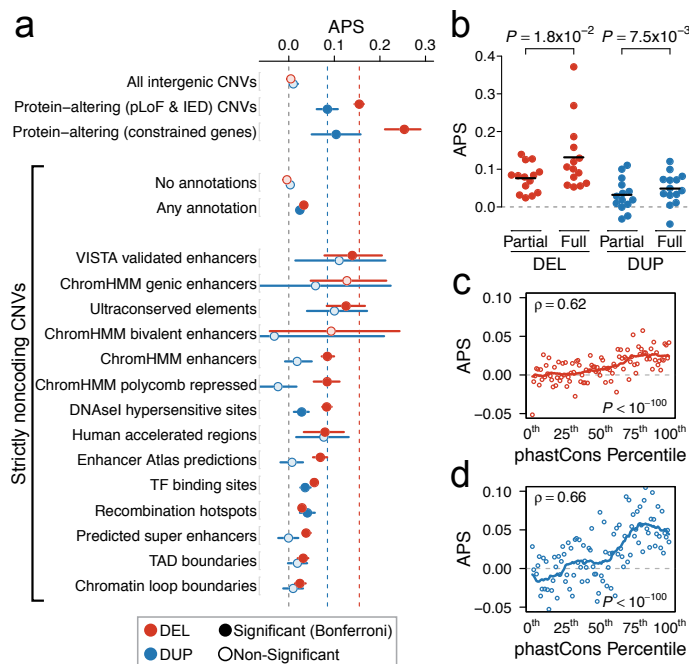 a
APS
0.0 0.1 0.2 0.3
All intergenic CNVs
Protein−altering (pLoF & IED) CNVs
Protein−altering (constrained genes)
Strictly noncoding CNVs
No annotations
Any annotation
VISTA validated enhancers
ChromHMM genic enhancers
Ultraconserved elements
ChromHMM bivalent enhancers
ChromHMM enhancers
ChromHMM polycomb repressed
DNAseI hypersensitive sites
Human accelerated regions
Enhancer Atlas predictions
TF binding sites
Recombination hotspots
Predicted super enhancers
TAD boundaries
Chromatin loop boundaries
DEL Significant (Bonferroni)
DUP Non−Significant
b
P = 1.8x10⁻² P = 7.5x10⁻³
APS
0.4
0.3
0.2
0.1
0.0
Partial Full Partial Full
DEL DUP
c
ρ = 0.62
APS
0.10
0.05
0.00
−0.05
P < 10⁻¹⁰⁰
0ᵗʰ 25ᵗʰ 50ᵗʰ 75ᵗʰ 100ᵗʰ
phastCons Percentile
d
ρ = 0.66
APS
0.10
0.05
0.00
−0.05
P < 10⁻¹⁰⁰
0ᵗʰ 25ᵗʰ 50ᵗʰ 75ᵗʰ 100ᵗʰ
phastCons Percentile